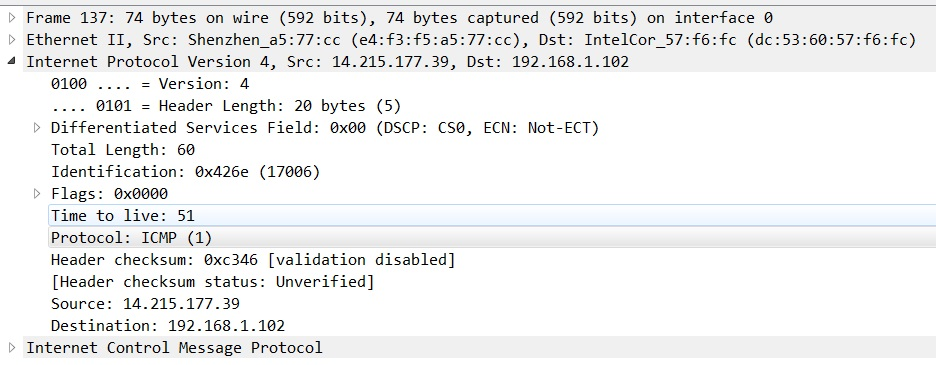 Frame 137: 74 bytes on wire (592 bits), 74 bytes captured (592 bits) on interface 0
Ethernet II, Src: Shenzhen_a5:77:cc (e4:f3:f5:a5:77:cc), Dst: IntelCor_57:f6:fc (dc:53:60:57:f6:fc)
Internet Protocol Version 4, Src: 14.215.177.39, Dst: 192.168.1.102
0100 .... = Version: 4
.... 0101 = Header Length: 20 bytes (5)
Differentiated Services Field: 0x00 (DSCP: CS0, ECN: Not-ECT)
Total Length: 60
Identification: 0x426e (17006)
Flags: 0x0000
Time to live: 51
Protocol: ICMP (1)
Header checksum: 0xc346 [validation disabled]
[Header checksum status: Unverified]
Source: 14.215.177.39
Destination: 192.168.1.102
Internet Control Message Protocol